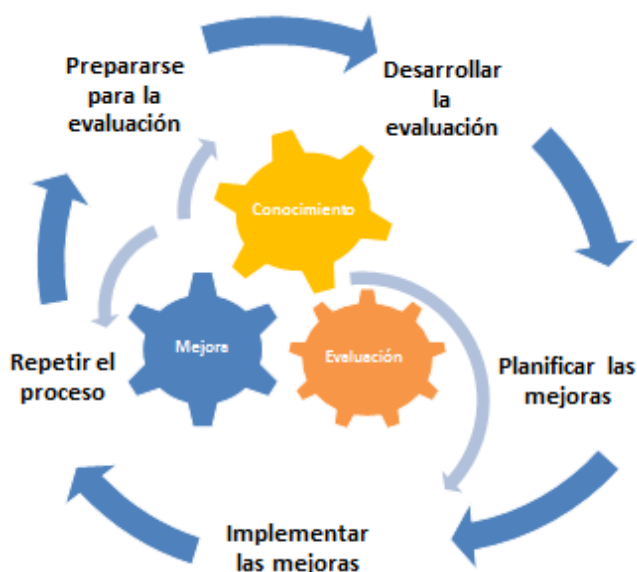 Prepararse
para la
evaluación
Desarrollar
la
evaluación
Conocimiento
Mejora
Evaluación
Repetir el
proceso
Planificar las
mejoras
Implementar
las mejoras